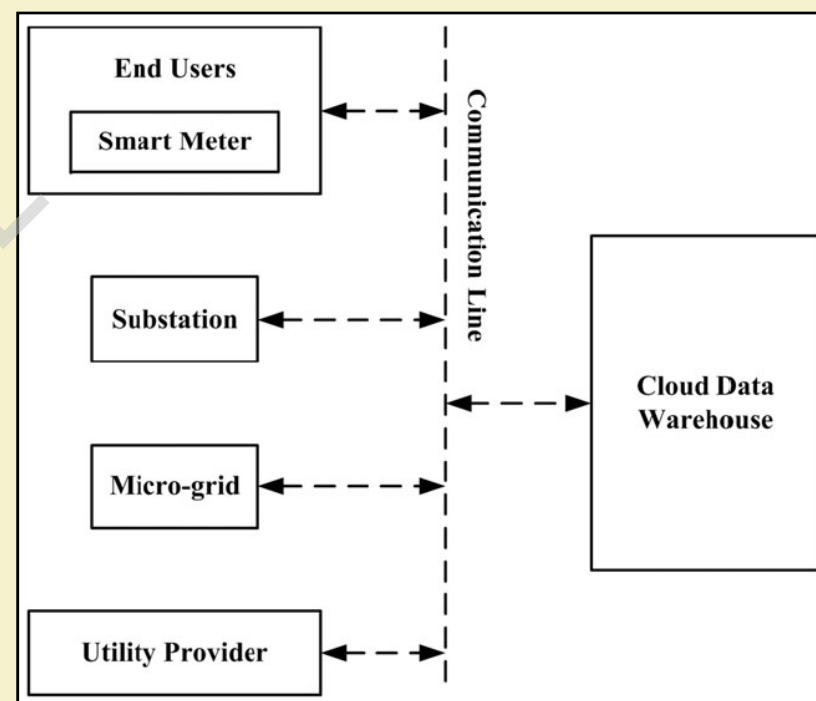 End Users
Smart Meter
Communication Line
Substation
Cloud Data
Warehouse
Micro-grid
Utility Provider